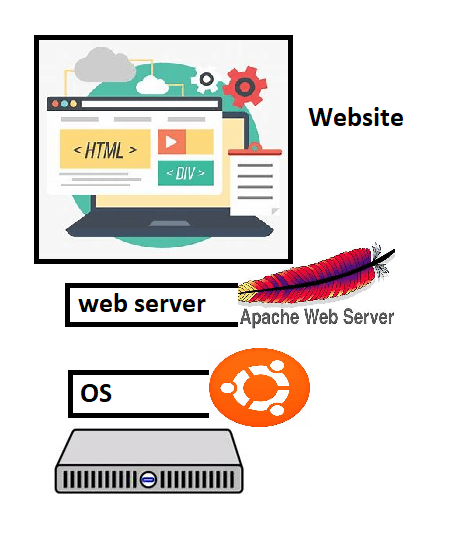 Website
< HTML >
< DIV >
web server
Apache Web Server
OS